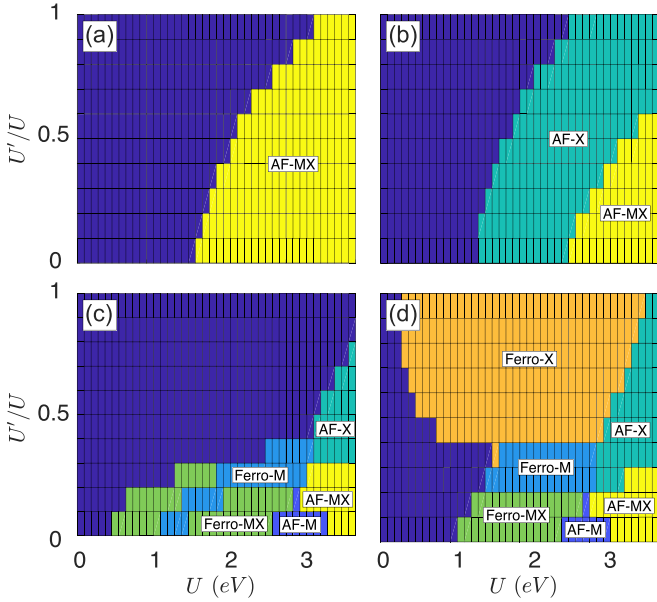 1 (a) (b)
U′/U 0.5 AF-X
AF-MX
AF-MX
0
1 (c) (d)
Ferro-X
U′/U 0.5
AF-X AF-X
Ferro-M Ferro-M
AF-MX AF-MX
Ferro-MX AF-M Ferro-MX AF-M
0
0 1 2 3 0 1 2 3
U (eV) U (eV)